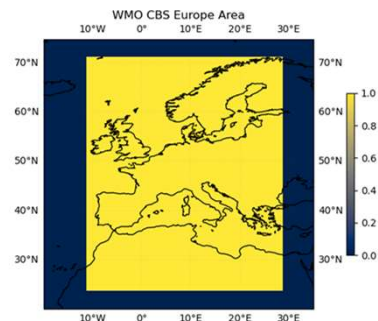 WMO CBS Europe Area
10°W 0° 10°E 20°E 30°E
70°N 70°N
60°N 60°N
50°N 50°N
40°N 40°N
30°N 30°N
10°W 0° 10°E 20°E 30°E
1.0
0.8
0.6
0.4
0.2
0.0